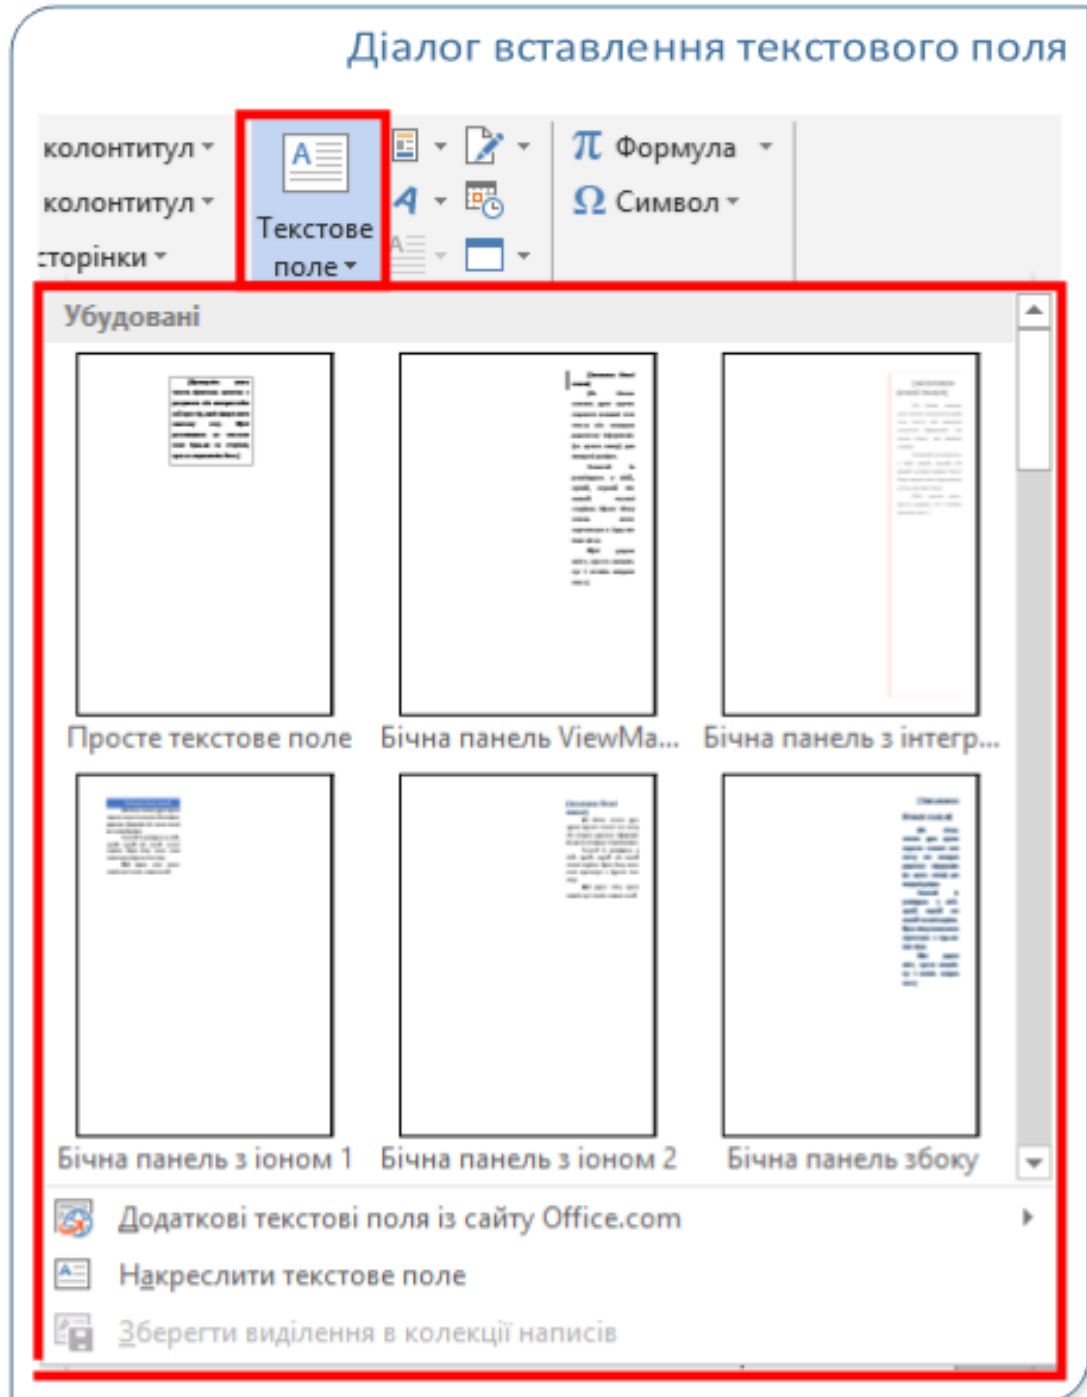 Діалог вставлення текстового поля
колонтитул
π Формула
колонтитул
Ω Символ
сторінки
Текстове
поле
Убудовані
Просте текстове поле
Бічна панель ViewMa...
Бічна панель з інтегр...
Бічна панель з іоном 1
Бічна панель з іоном 2
Бічна панель збоку
Додаткові текстові поля із сайту Office.com
Накреслити текстове поле
Зберегти виділення в колекції написів